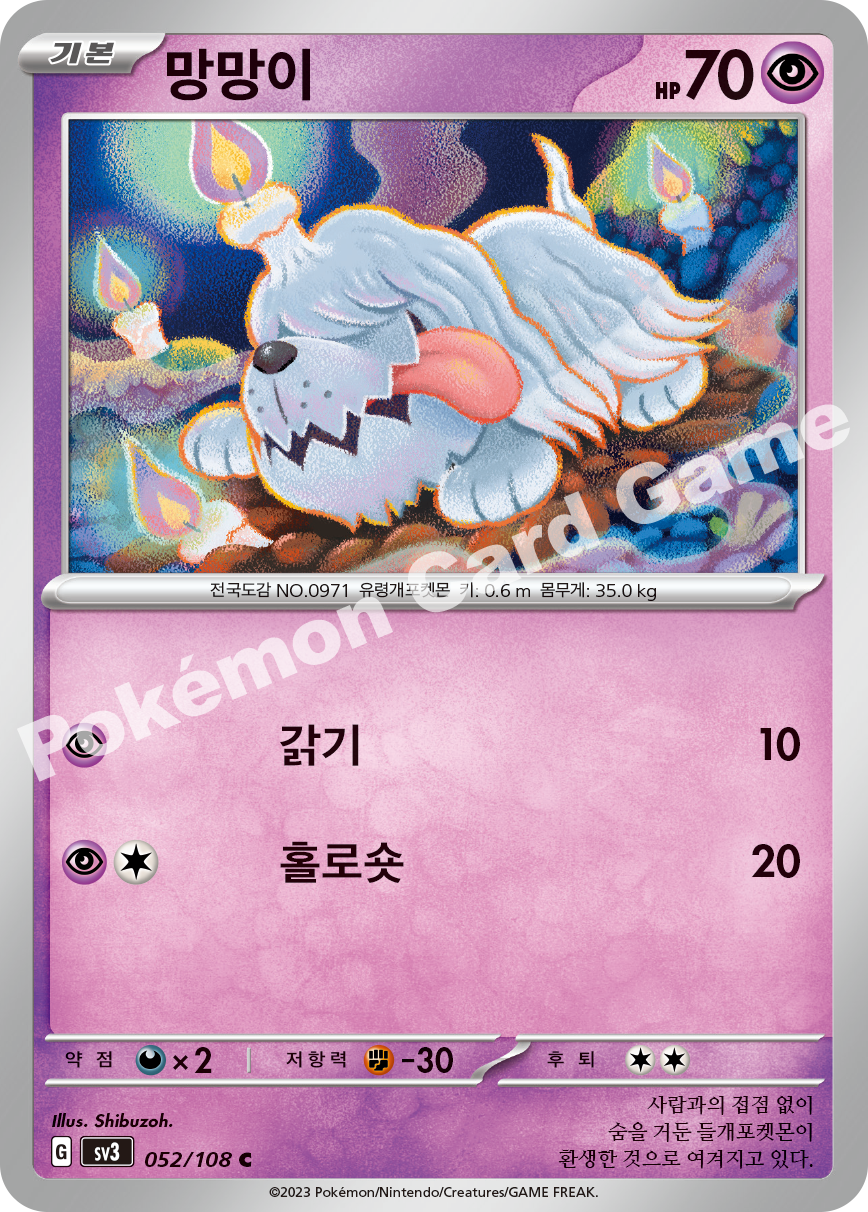 기본 망망이 HP 70
전국도감 NO.0971 유령개포켓몬 키: 0.6 m 몸무게: 35.0 kg
Pokémon Card Game
갉기 10
홀로숏 20
약점 ×2 저항력 -30 후퇴
사람과의 접점 없이
숨을 거둔 들개포켓몬이
환생한 것으로 여겨지고 있다.
Illus. Shibuzoh.
G sv3 052/108 C
©2023 Pokémon/Nintendo/Creatures/GAME FREAK.